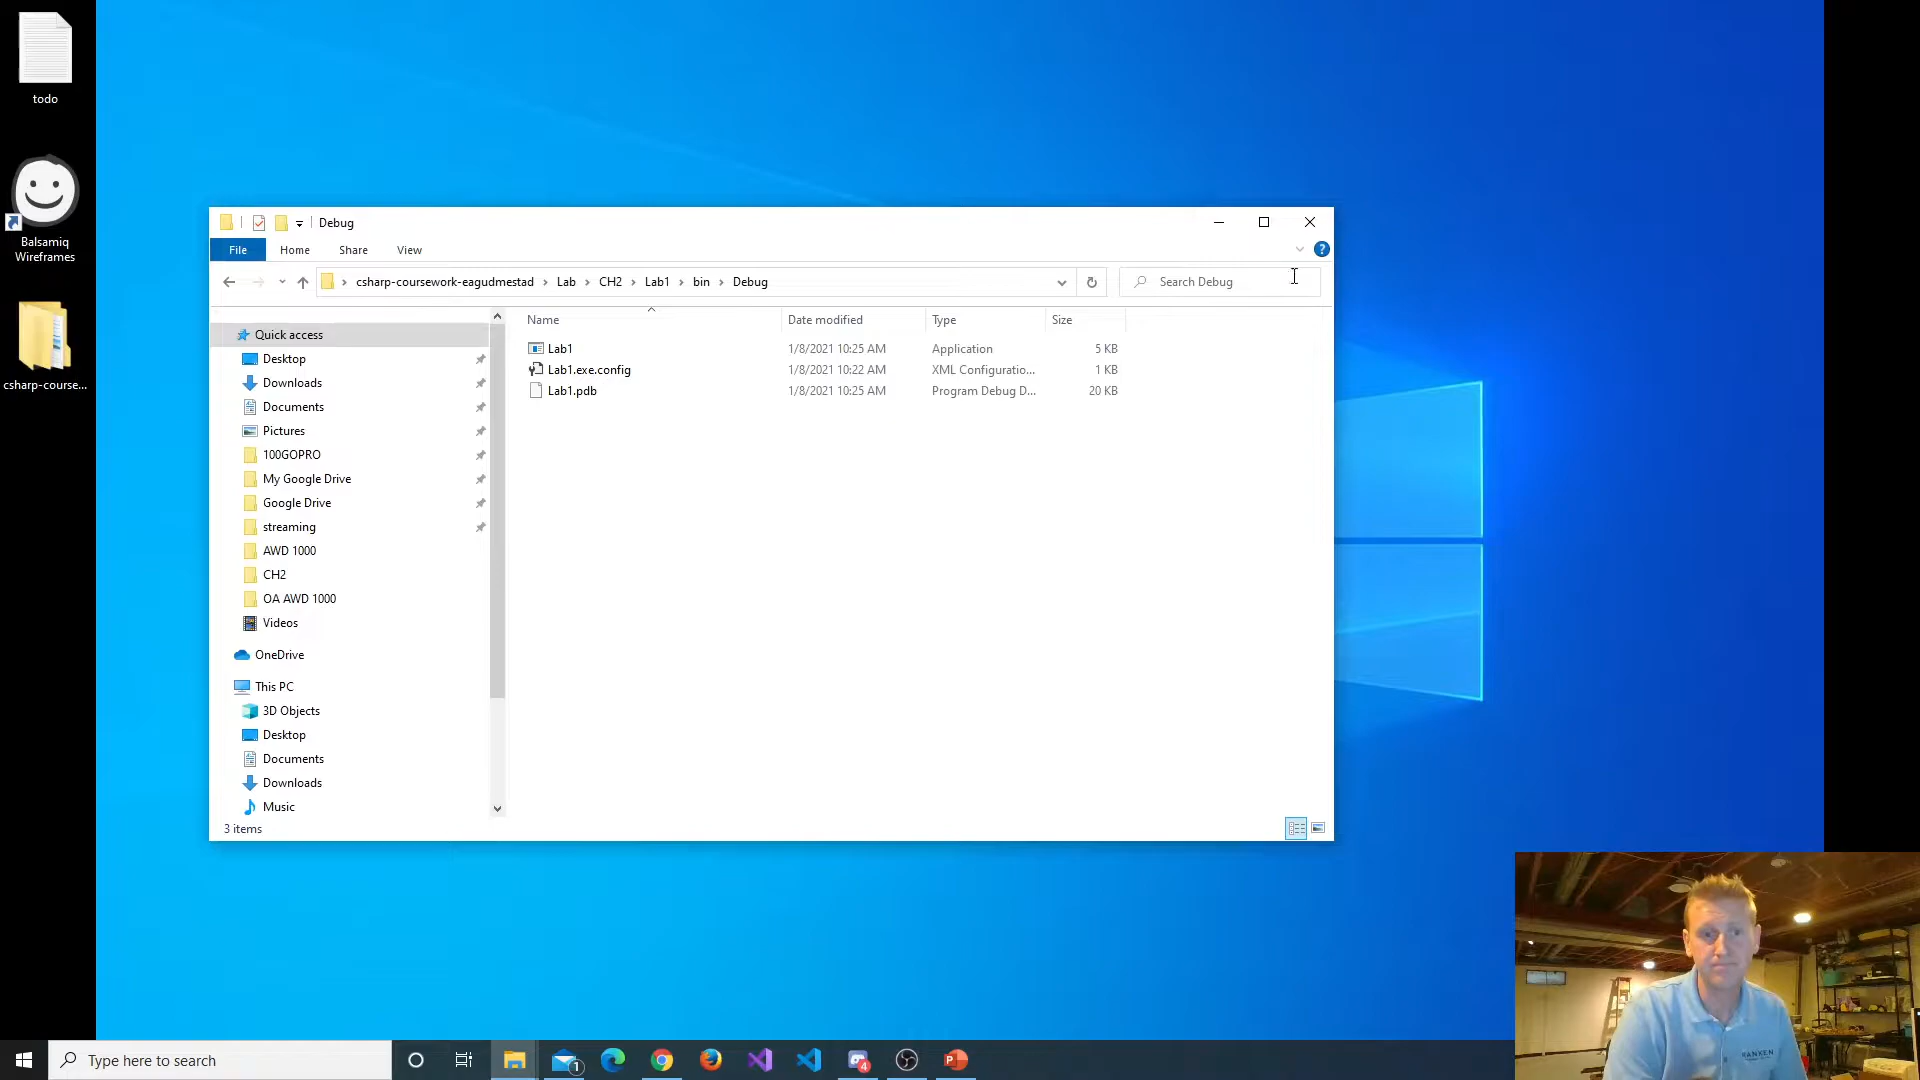 todo
Balsamiq
Wireframes
csharp-course...
Debug
File Home Share View
csharp-coursework-eagudmestad Lab CH2 Lab1 bin Debug
Search Debug
Name Date modified Type Size
Lab1 1/8/2021 10:25 AM Application 5 KB
Lab1.exe.config 1/8/2021 10:22 AM XML Configuratio... 1 KB
Lab1.pdb 1/8/2021 10:25 AM Program Debug D... 20 KB
Quick access
Desktop
Downloads
Documents
Pictures
100GOPRO
My Google Drive
Google Drive
streaming
AWD 1000
CH2
OA AWD 1000
Videos
OneDrive
This PC
3D Objects
Desktop
Documents
Downloads
Music
3 items
Type here to search
1
4
RANKEN